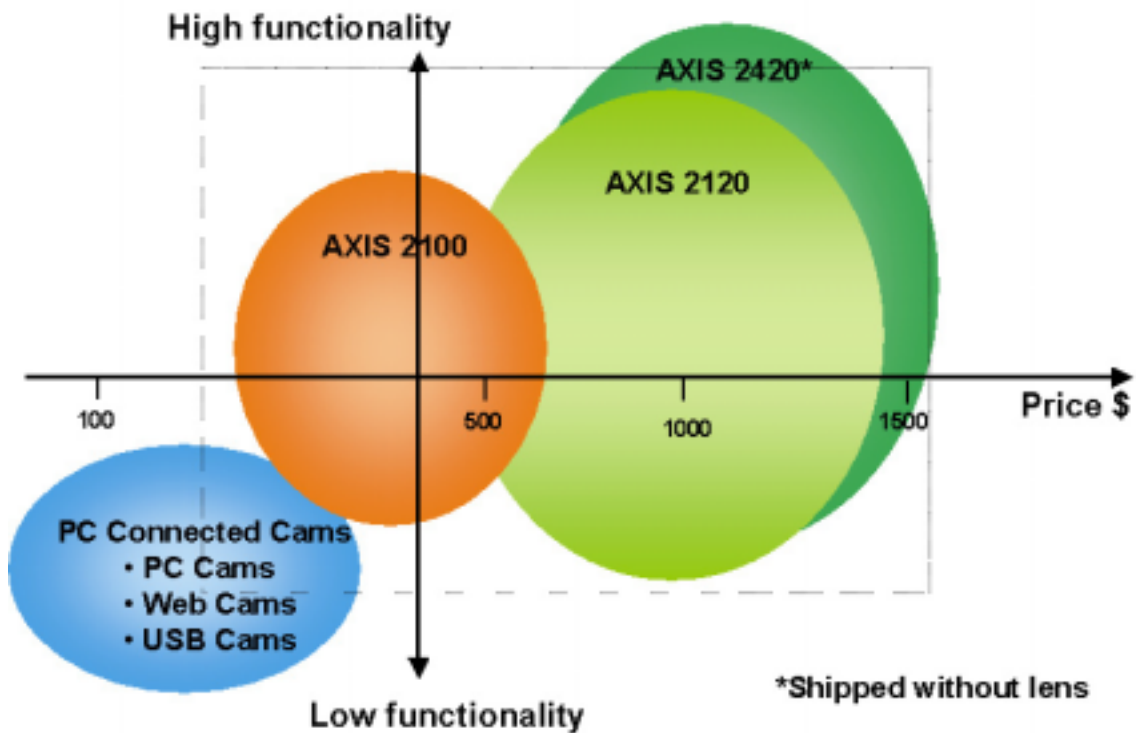 High functionality
AXIS 2420*
AXIS 2120
AXIS 2100
100
500
1000
1500
Price $
PC Connected Cams
• PC Cams
• Web Cams
• USB Cams
*Shipped without lens
Low functionality